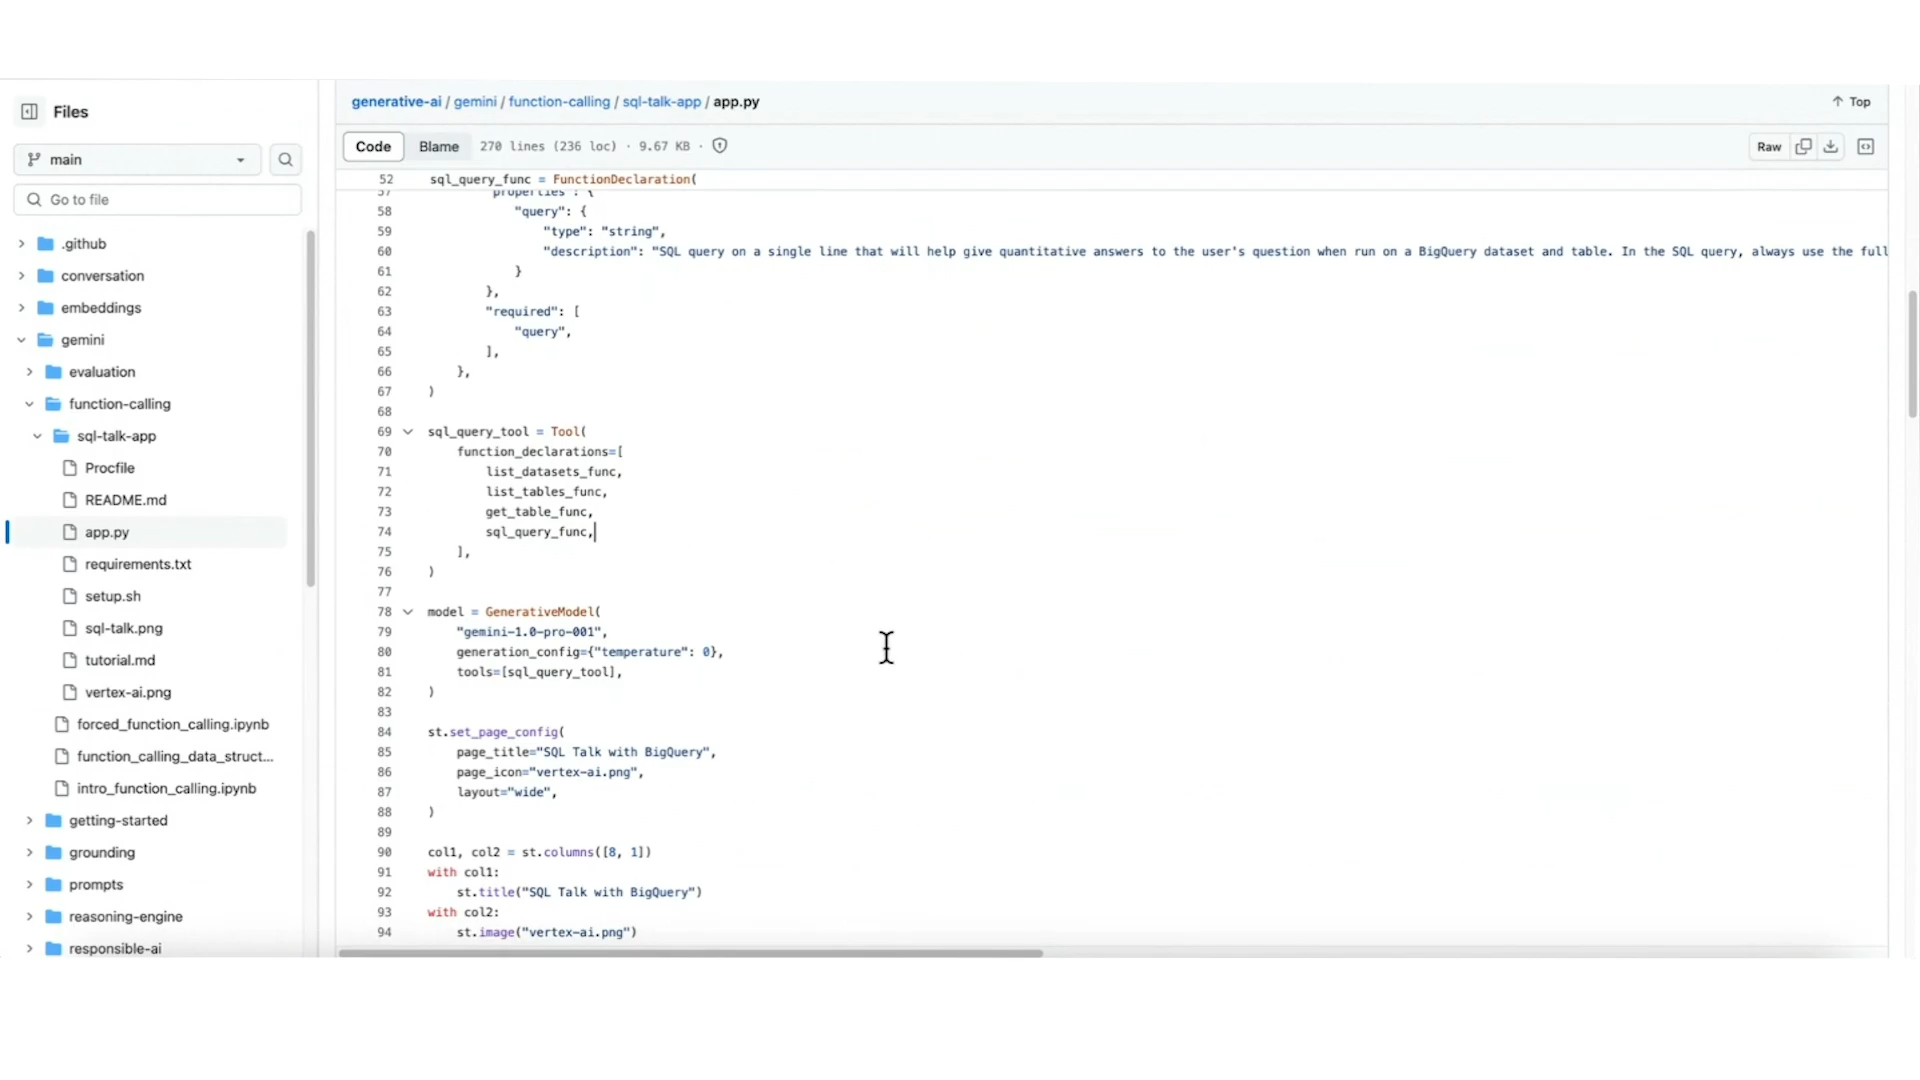 Files
main
Go to file
.github
conversation
embeddings
gemini
evaluation
function-calling
sql-talk-app
Procfile
README.md
app.py
requirements.txt
setup.sh
sql-talk.png
tutorial.md
vertex-ai.png
forced_function_calling.ipynb
function_calling_data_struct...
intro_function_calling.ipynb
getting-started
grounding
prompts
reasoning-engine
responsible-ai
generative-ai / gemini / function-calling / sql-talk-app / app.py
Top
Code Blame 270 lines (236 loc) · 9.67 KB ·
Raw
52 sql_query_func = FunctionDeclaration(
57 "properties": {
58 "query": {
59 "type": "string",
60 "description": "SQL query on a single line that will help give quantitative answers to the user's question when run on a BigQuery dataset and table. In the SQL query, always use the full
61 }
62 },
63 "required": [
64 "query",
65 ],
66 },
67 )
68
69 sql_query_tool = Tool(
70 function_declarations=[
71 list_datasets_func,
72 list_tables_func,
73 get_table_func,
74 sql_query_func,
75 ],
76 )
77
78 model = GenerativeModel(
79 "gemini-1.0-pro-001",
80 generation_config={"temperature": 0},
81 tools=[sql_query_tool],
82 )
83
84 st.set_page_config(
85 page_title="SQL Talk with BigQuery",
86 page_icon="vertex-ai.png",
87 layout="wide",
88 )
89
90 col1, col2 = st.columns([8, 1])
91 with col1:
92 st.title("SQL Talk with BigQuery")
93 with col2:
94 st.image("vertex-ai.png")